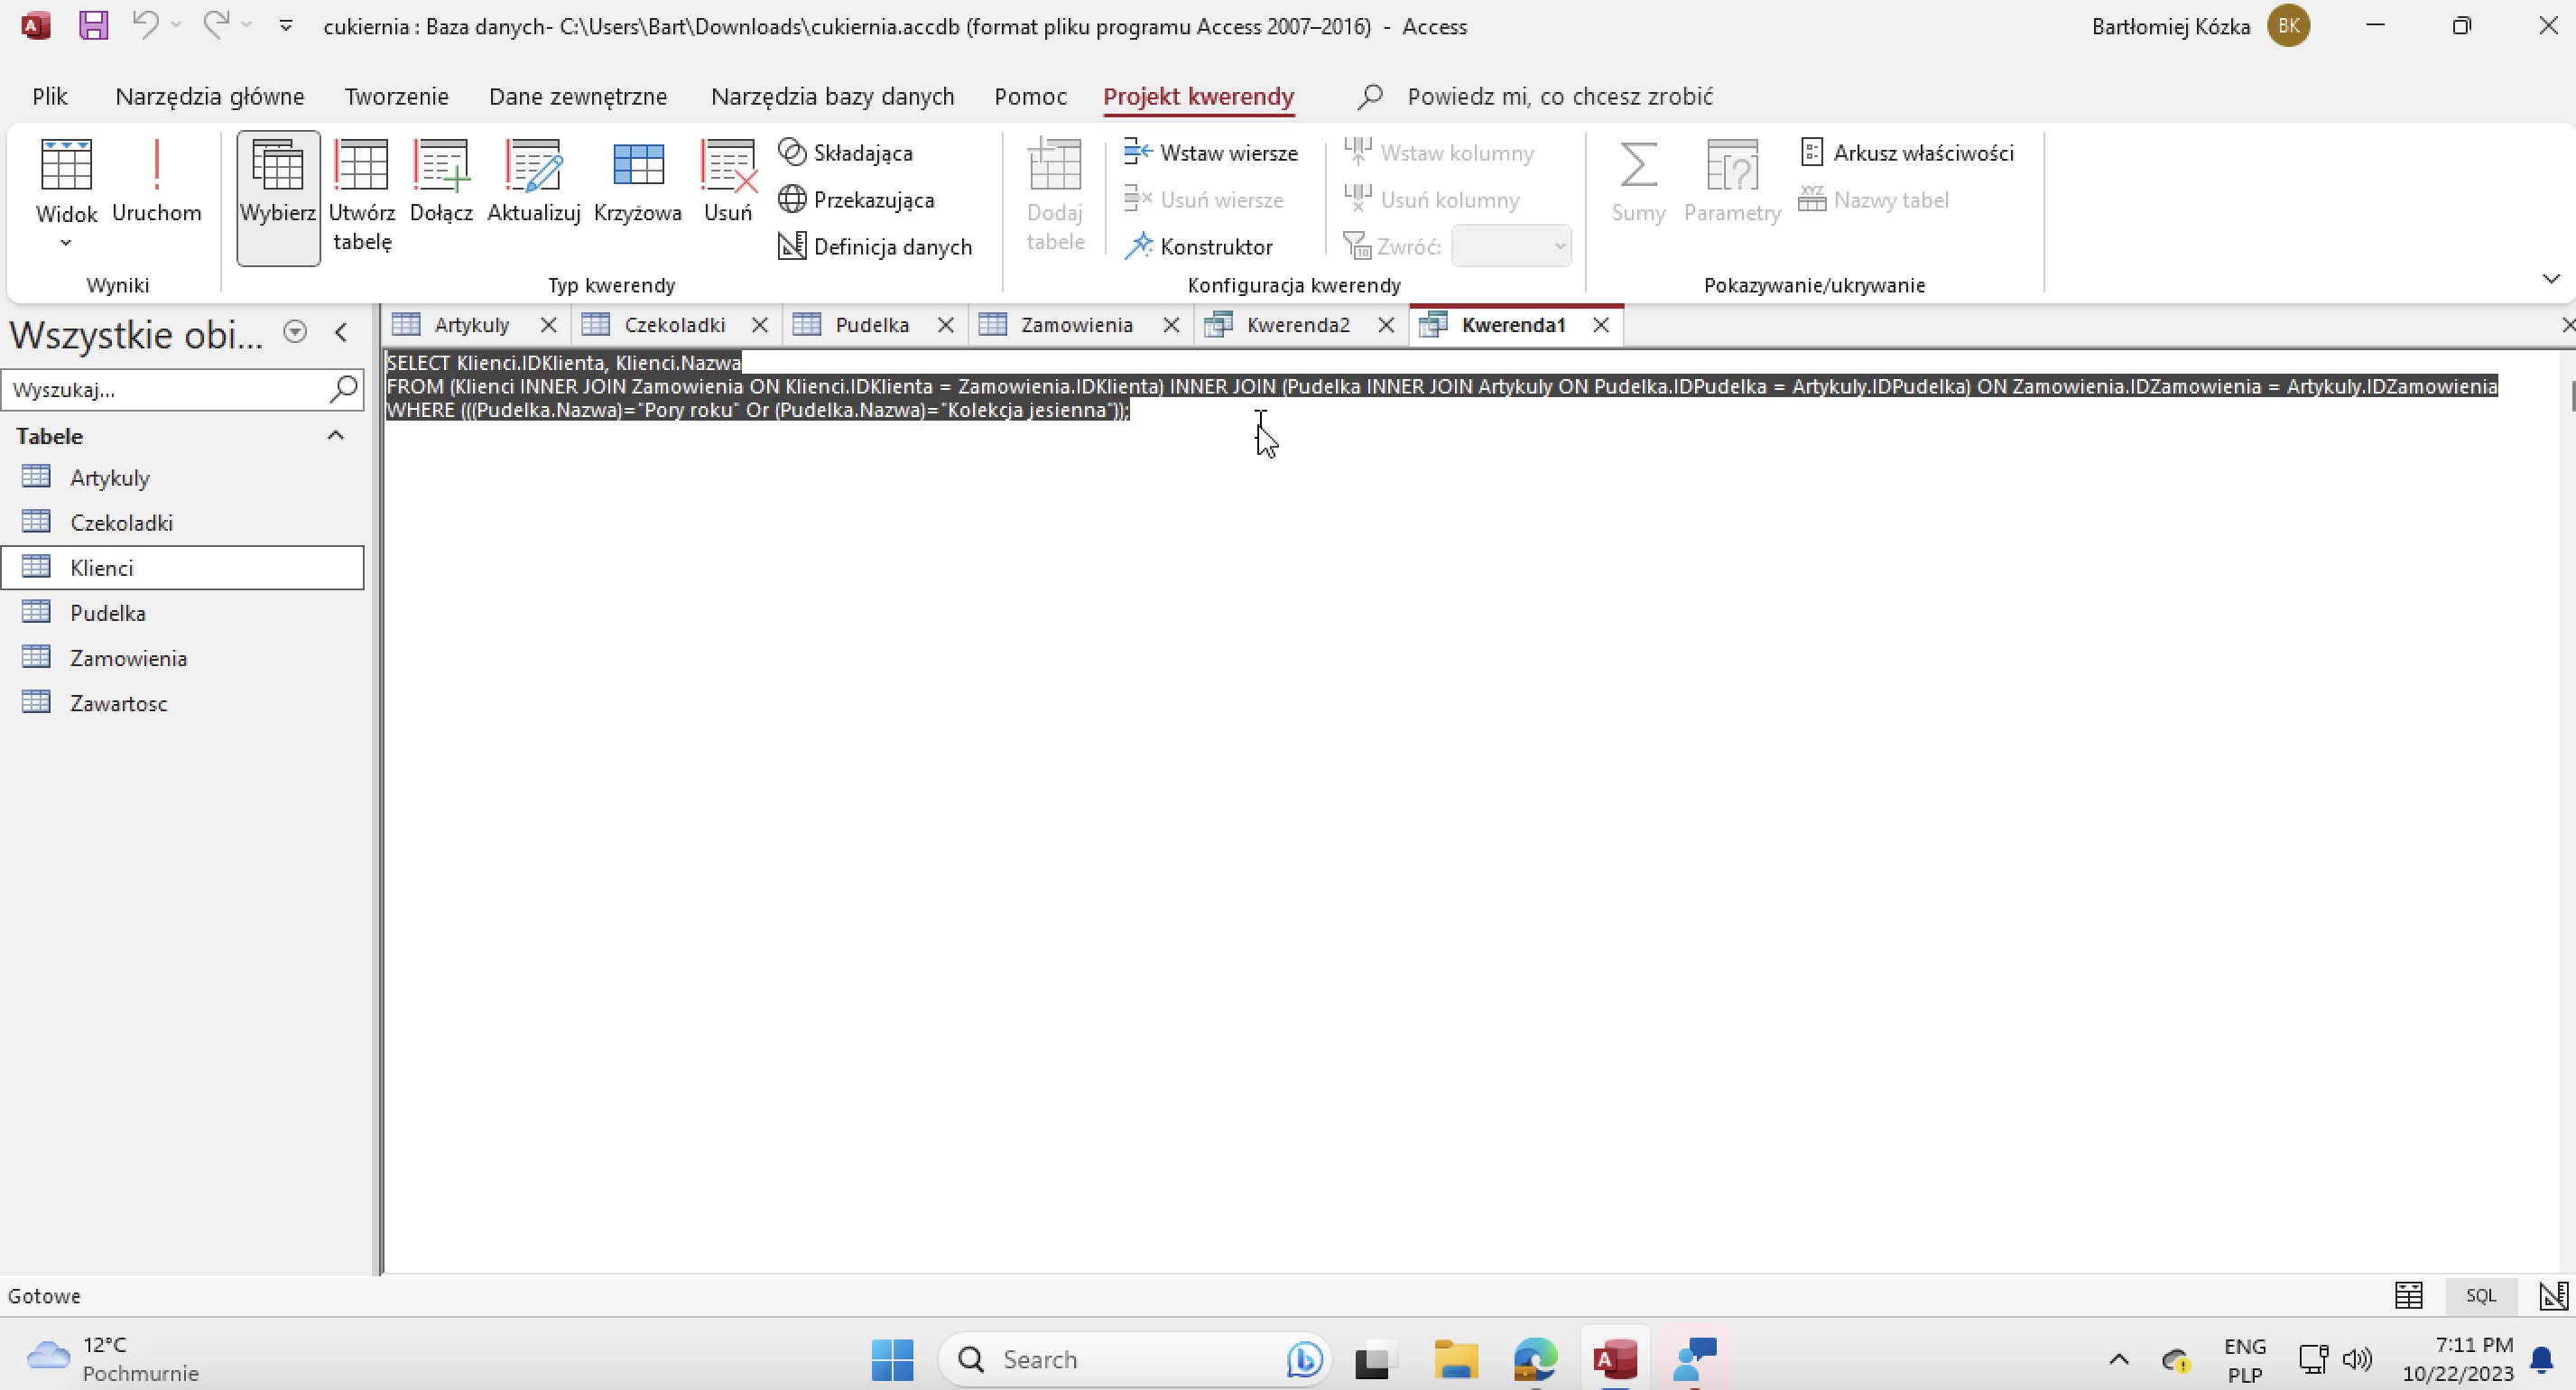 cukiernia : Baza danych- C:\Users\Bart\Downloads\cukiernia.accdb (format pliku programu Access 2007–2016) - Access
Bartłomiej Kózka
BK
Plik
Narzędzia główne
Tworzenie
Dane zewnętrzne
Narzędzia bazy danych
Pomoc
Projekt kwerendy
Powiedz mi, co chcesz zrobić
Widok
Uruchom
Wyniki
Wybierz
Utwórz
tabelę
Dołącz
Aktualizuj
Krzyżowa
Usuń
Składająca
Przekazująca
Definicja danych
Typ kwerendy
Dodaj
tabele
Wstaw wiersze
Usuń wiersze
Konstruktor
Wstaw kolumny
Usuń kolumny
Zwróć:
Konfiguracja kwerendy
Sumy
Parametry
Arkusz właściwości
Nazwy tabel
Pokazywanie/ukrywanie
Wszystkie obi...
Wyszukaj...
Tabele
Artykuly
Czekoladki
Klienci
Pudelka
Zamowienia
Zawartosc
Artykuly
Czekoladki
Pudelka
Zamowienia
Kwerenda2
Kwerenda1
SELECT Klienci.IDKlienta, Klienci.Nazwa
FROM (Klienci INNER JOIN Zamowienia ON Klienci.IDKlienta = Zamowienia.IDKlienta) INNER JOIN (Pudelka INNER JOIN Artykuly ON Pudelka.IDPudelka = Artykuly.IDPudelka) ON Zamowienia.IDZamowienia = Artykuly.IDZamowienia
WHERE (((Pudelka.Nazwa)="Pory roku" Or (Pudelka.Nazwa)="Kolekcja jesienna"));
Gotowe
SQL
12°C
Pochmurnie
Search
ENG
PLP
7:11 PM
10/22/2023